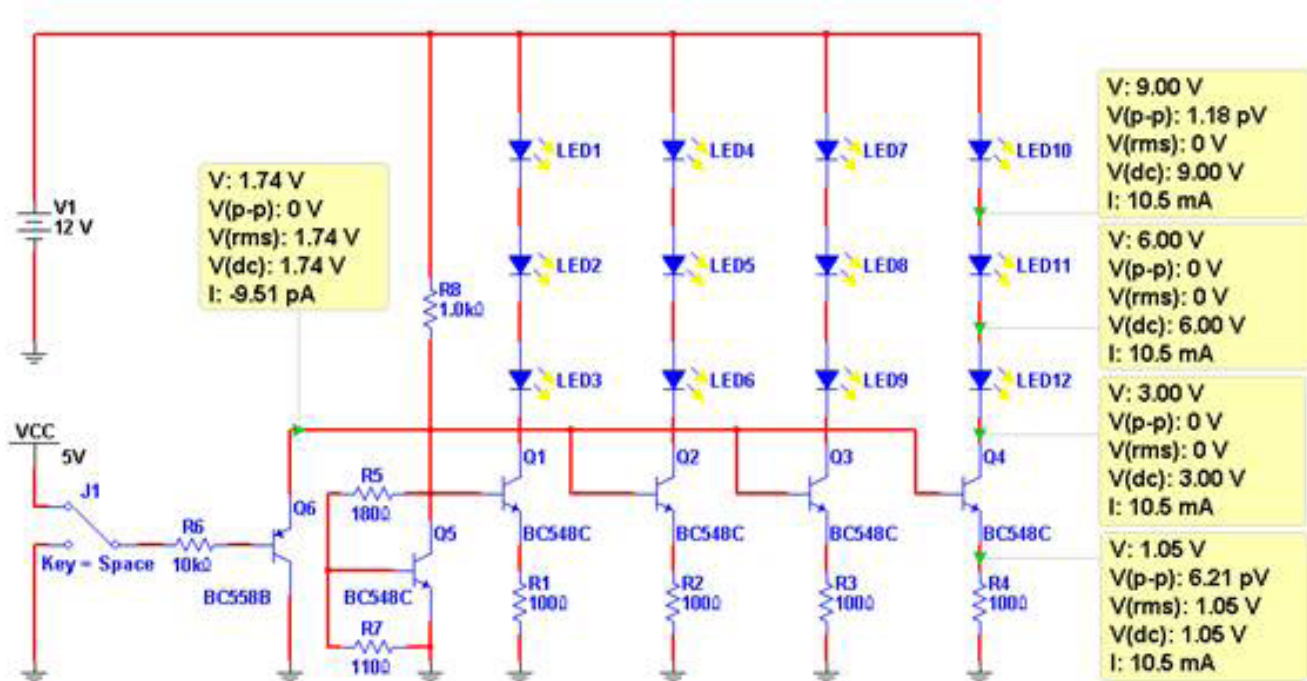 V: 9.00 V
V(p-p): 1.18 pV
V(rms): 0 V
V(dc): 9.00 V
I: 10.5 mA
LED1
LED4
LED7
LED10
V: 1.74 V
V(p-p): 0 V
V(rms): 1.74 V
V(dc): 1.74 V
I: -9.51 pA
V1
12 V
V: 6.00 V
V(p-p): 0 V
V(rms): 0 V
V(dc): 6.00 V
I: 10.5 mA
LED2
LED5
LED8
LED11
R8
1.0kΩ
LED3
LED6
LED9
LED12
V: 3.00 V
V(p-p): 0 V
V(rms): 0 V
V(dc): 3.00 V
I: 10.5 mA
VCC
5V
J1
Key = Space
R6
10kΩ
Q6
BC558B
R5
180Ω
Q5
BC548C
R7
110Ω
Q1
BC548C
R1
100Ω
Q2
BC548C
R2
100Ω
Q3
BC548C
R3
100Ω
Q4
BC548C
R4
100Ω
V: 1.05 V
V(p-p): 6.21 pV
V(rms): 1.05 V
V(dc): 1.05 V
I: 10.5 mA